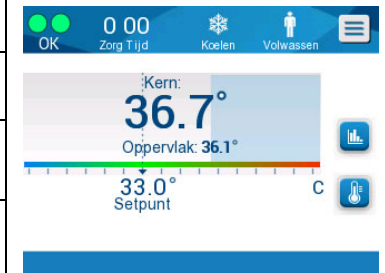 OK
0 00
Zorg Tijd
Koelen
Volwassen
Kern:
36.7°
Oppervlak: 36.1°
33.0°
C
Setpunt